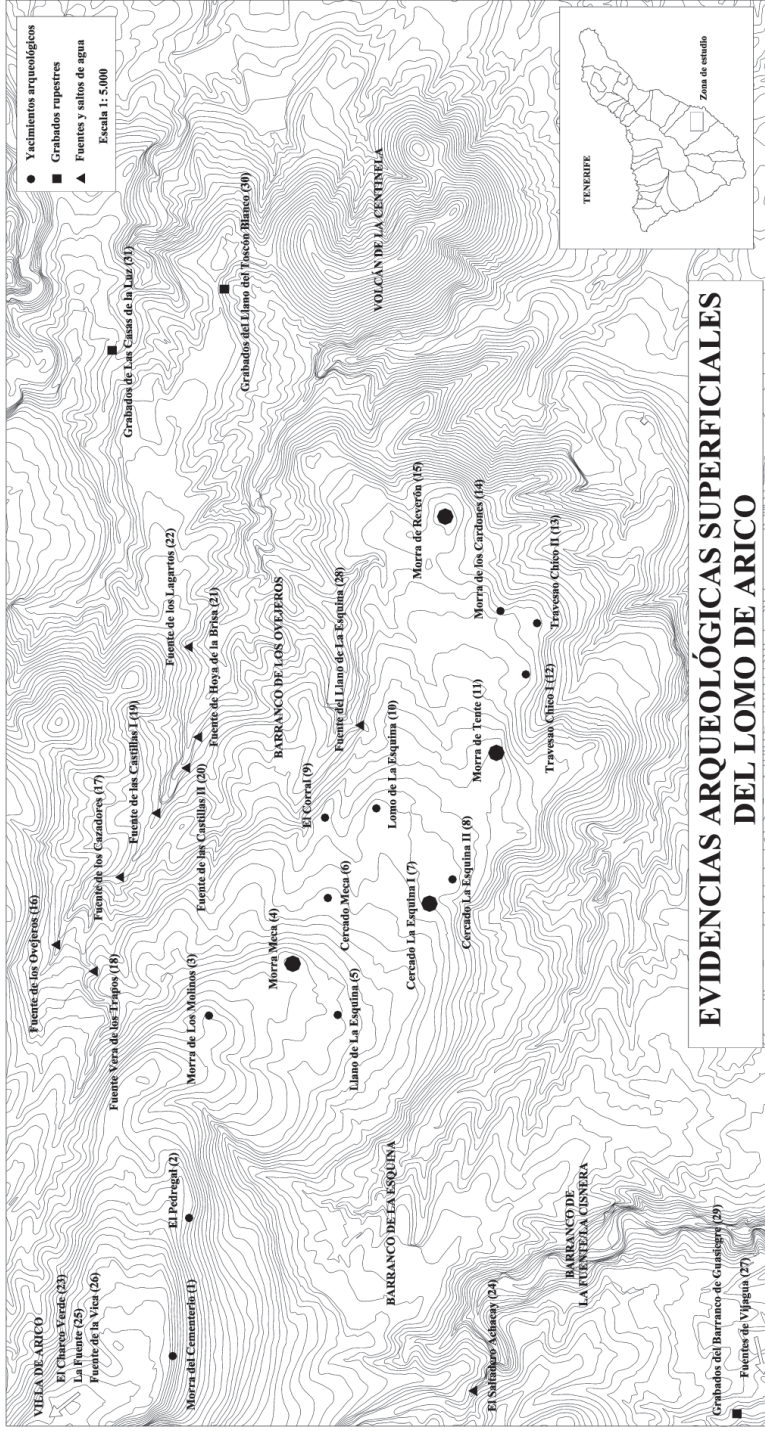 VILLA DE ARICO
El Charco Verde (23)
La Fuente (25)
Fuente de la Vica (26)
Fuente de los Ovejeros (16)
Fuente Vera de los Trapos (18)
Fuente de los Cazadores (17)
Fuente de las Castillas I (19)
Fuente de las Castillas II (20)
Fuente de Hoya de la Brisa (21)
Fuente de los Lagartos (22)
Grabados de Las Casas de la Luz (31)
Grabados del Llano del Toscón Blanco (30)
Yacimientos arqueológicos
Grabados rupestres
Fuentes y saltos de agua
Escala 1: 5.000
Morra del Cementerio (1)
El Pedregal (2)
Morra de Los Molinos (3)
Morra Meca (4)
Llano de La Esquina (5)
Cercado Meca (6)
El Corral (9)
BARRANCO DE LOS OVEJEROS
Fuente del Llano de La Esquina (28)
Lomo de La Esquina (10)
VOLCÁN DE LA CENTINELA
BARRANCO DE LA ESQUINA
Cercado La Esquina I (7)
Cercado La Esquina II (8)
Morra de Tente (11)
Morra de Reverón (15)
Morra de los Cardones (14)
Travesao Chico I (12)
Travesao Chico II (13)
El Saltadero Achacay (24)
BARRANCO DE
LA FUENTE/LA CISNERA
Grabados del Barranco de Guasiegre (29)
Fuentes de Vijagua (27)
EVIDENCIAS ARQUEOLÓGICAS SUPERFICIALES
DEL LOMO DE ARICO
TENERIFE
Zona de estudio